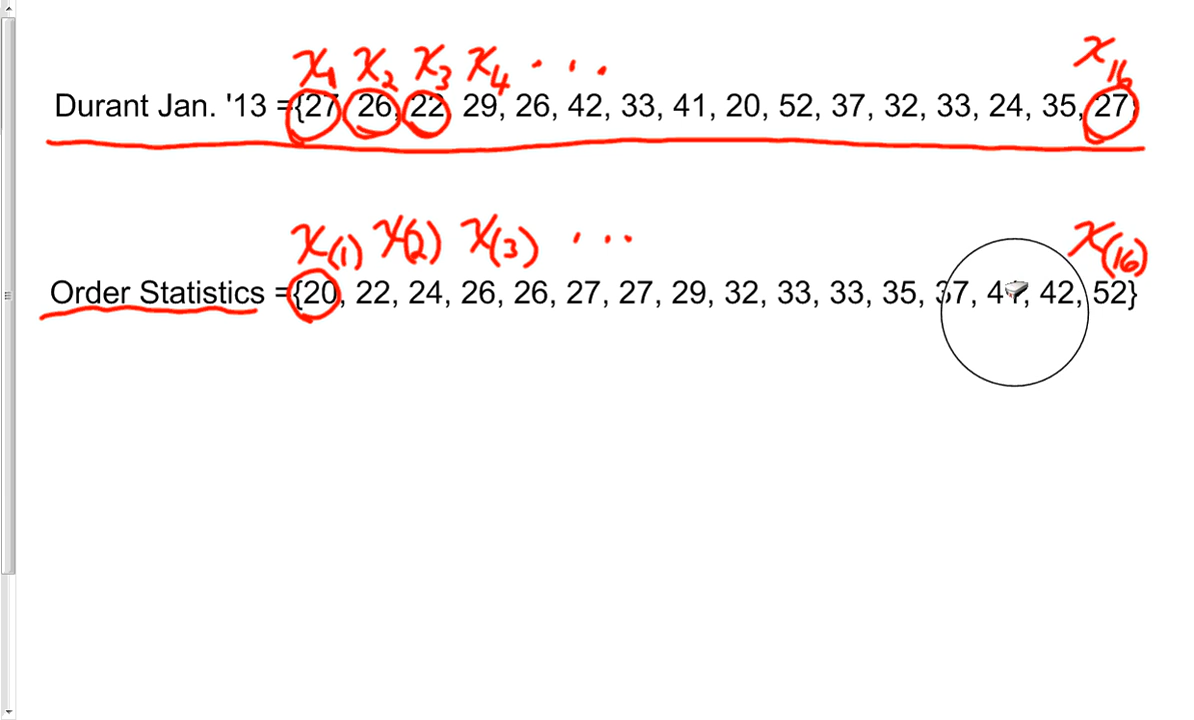 x₁ x₂ x₃ x₄ . . .  x₁₆
Durant Jan. '13 ={27, 26, 22, 29, 26, 42, 33, 41, 20, 52, 37, 32, 33, 24, 35, 27}
x₍₁₎ x₍₂₎ x₍₃₎ . . .  x₍₁₆₎
Order Statistics ={20, 22, 24, 26, 26, 27, 27, 29, 32, 33, 33, 35, 37, 41, 42, 52}